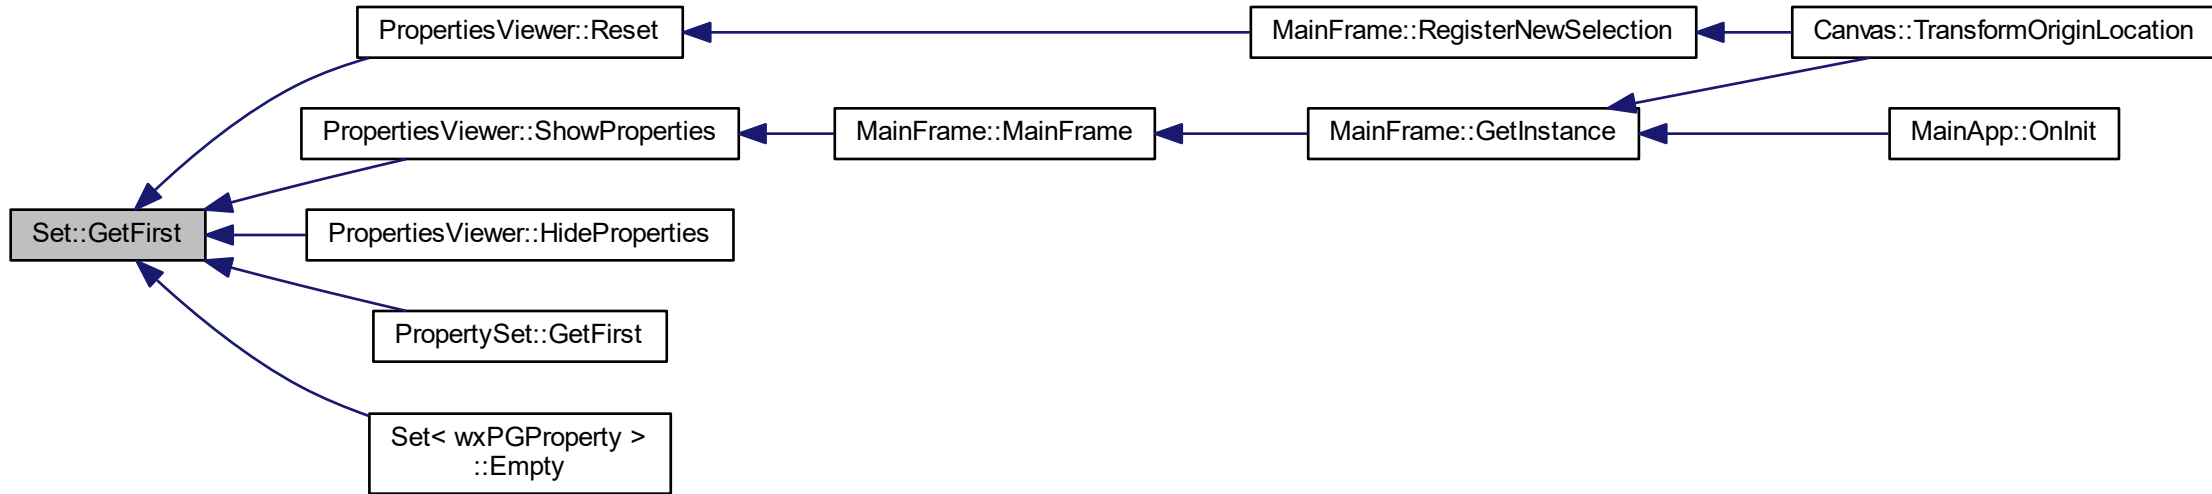 PropertiesViewer::Reset
MainFrame::RegisterNewSelection
Canvas::TransformOriginLocation
PropertiesViewer::ShowProperties
MainFrame::MainFrame
MainFrame::GetInstance
MainApp::OnInit
Set::GetFirst
PropertiesViewer::HideProperties
PropertySet::GetFirst
Set< wxPGProperty >
::Empty